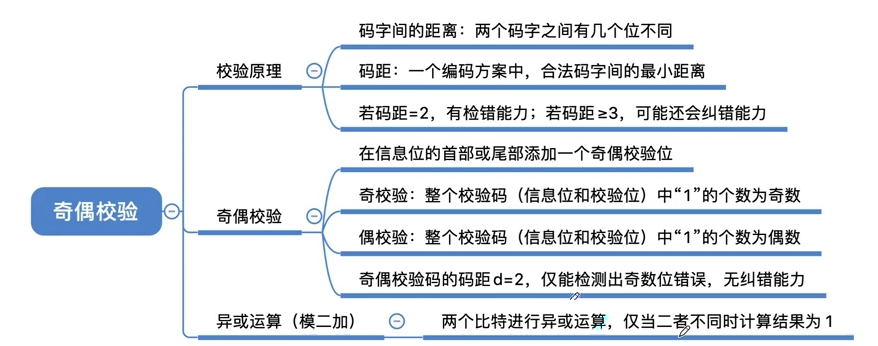 奇偶校验
校验原理
码字间的距离：两个码字之间有几个位不同
码距：一个编码方案中，合法码字间的最小距离
若码距=2，有检错能力；若码距≥3，可能还会纠错能力
奇偶校验
在信息位的首部或尾部添加一个奇偶校验位
奇校验：整个校验码（信息位和校验位）中“1”的个数为奇数
偶校验：整个校验码（信息位和校验位）中“1”的个数为偶数
奇偶校验码的码距d=2，仅能检测出奇数位错误，无纠错能力
异或运算（模二加）
两个比特进行异或运算，仅当二者不同时计算结果为1